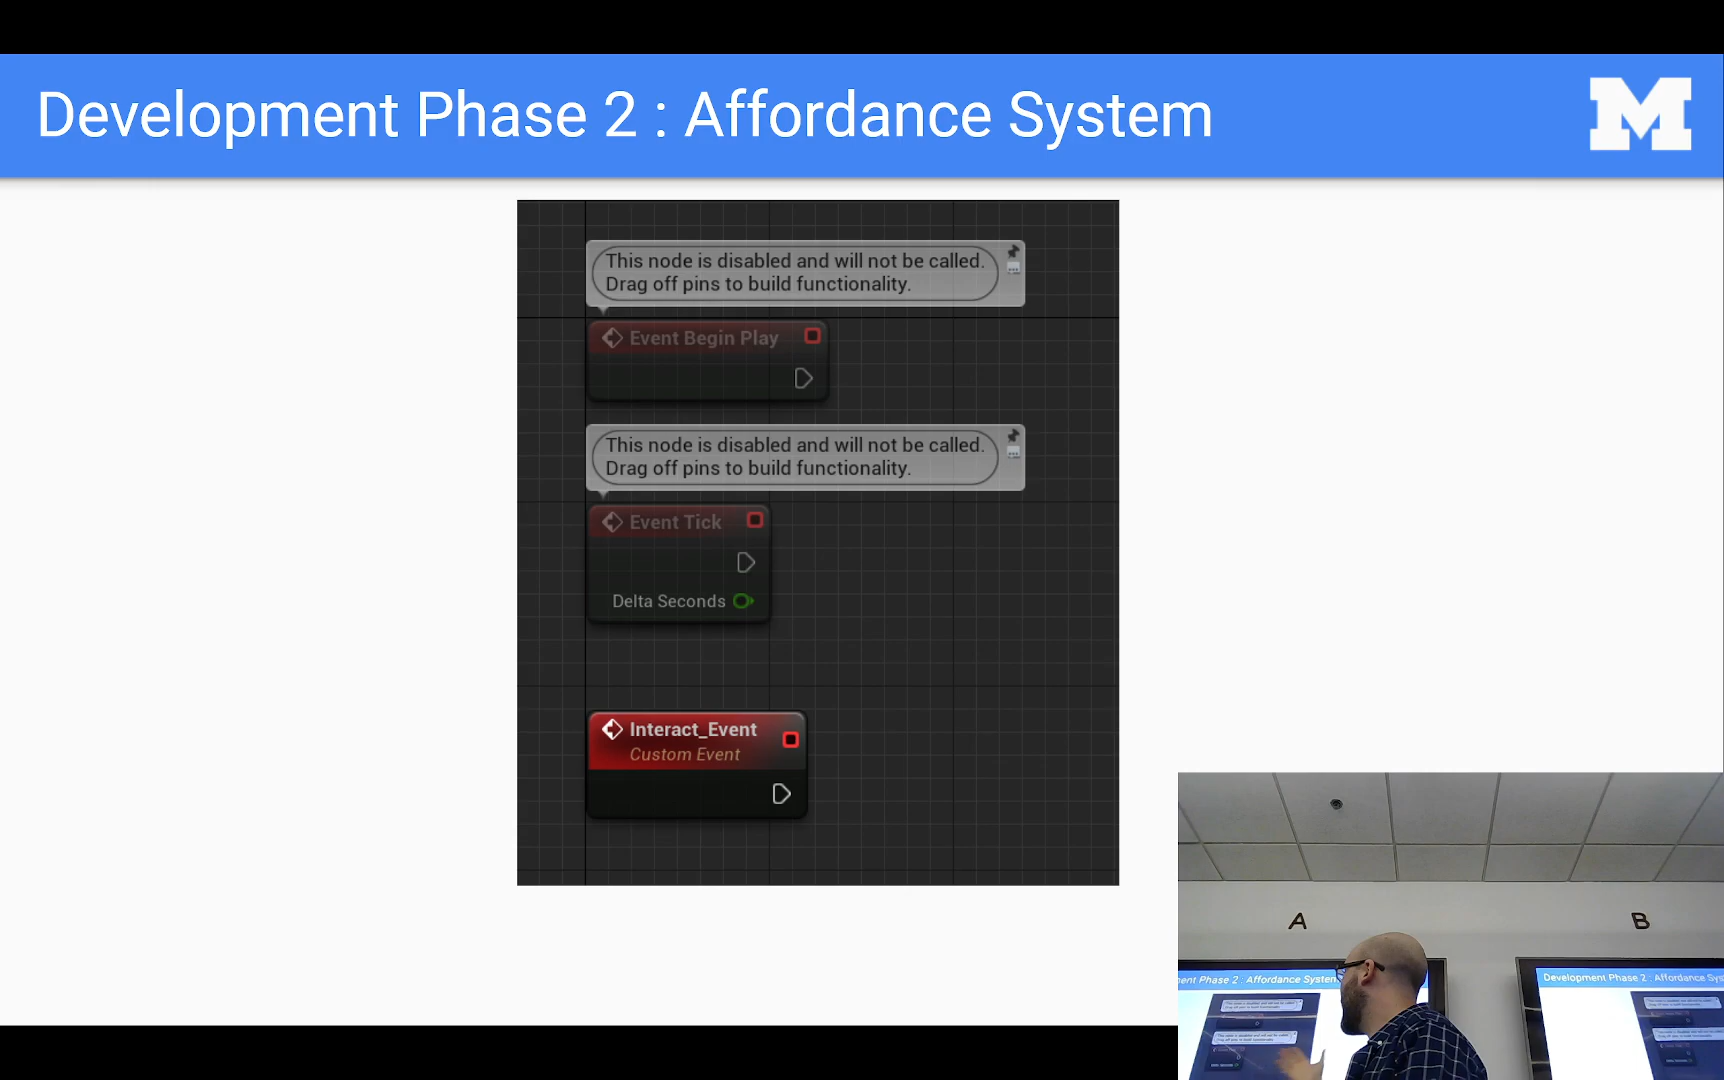 Development Phase 2 : Affordance System
M
This node is disabled and will not be called.
Drag off pins to build functionality.
Event Begin Play
This node is disabled and will not be called.
Drag off pins to build functionality.
Event Tick
Delta Seconds
Interact_Event
Custom Event
A
B
ent Phase 2 : Affordance System
Development Phase 2 : Affordance Sys